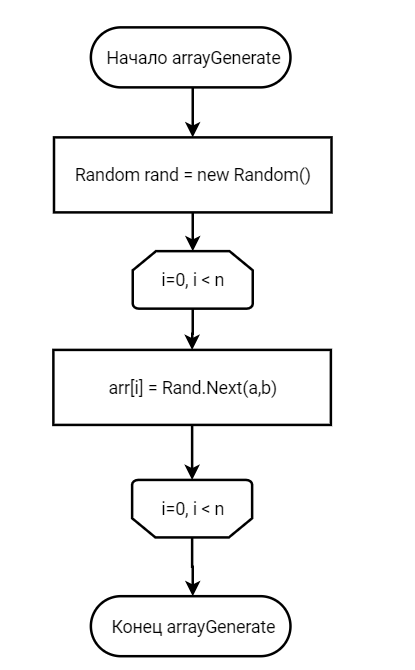 Начало arrayGenerate
Random rand = new Random()
i=0, i < n
arr[i] = Rand.Next(a,b)
i=0, i < n
Конец arrayGenerate